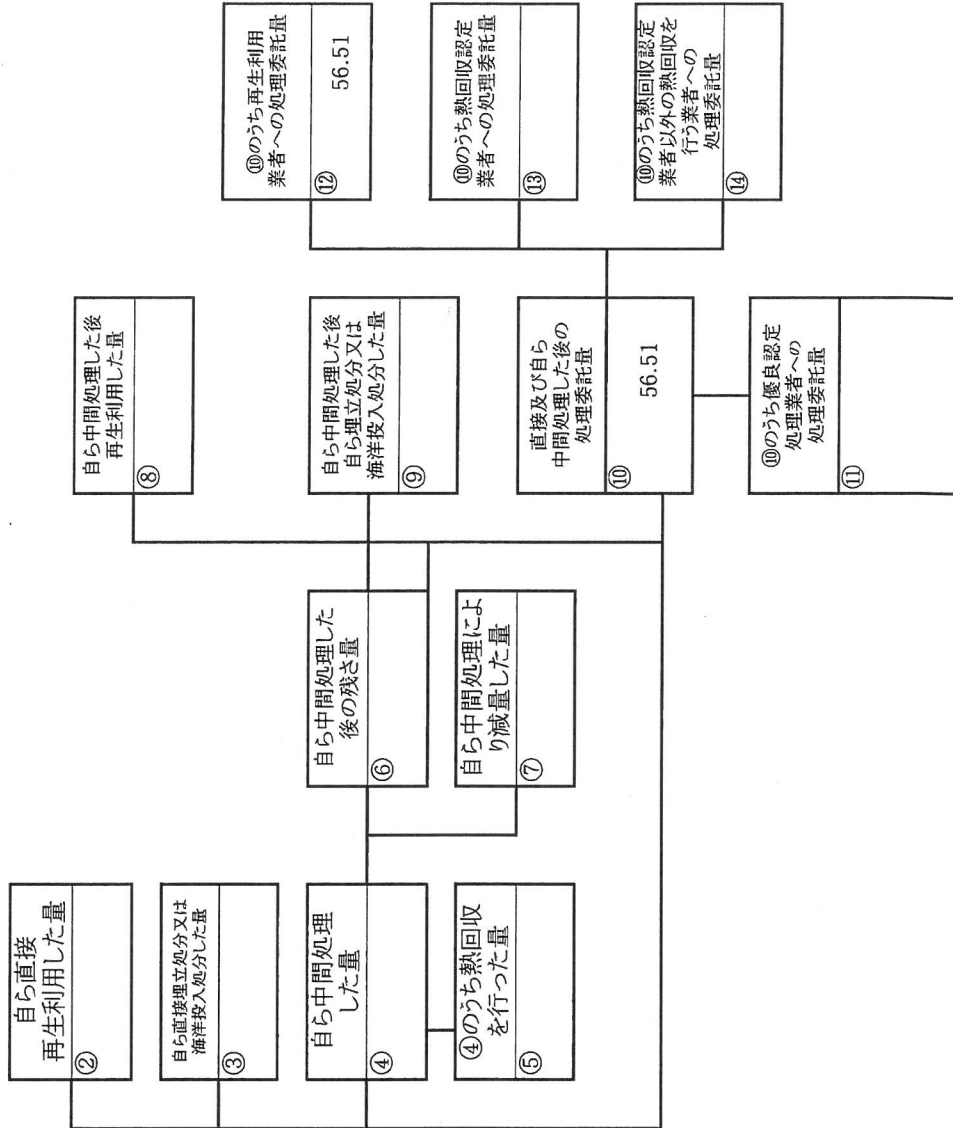 自ら直接
再生利用した量
②
自ら直接埋立処分又は
海洋投入処分した量
③
自ら中間処理
した量
④
④のうち熱回収
を行った量
⑤
自ら中間処理した
後の残さ量
⑥
自ら中間処理によ
り減量した量
⑦
自ら中間処理した後
再生利用した量
⑧
自ら中間処理した後
自ら埋立処分又は
海洋投入処分した量
⑨
直接及び自ら
中間処理した後の
処理委託量
⑩
56.51
⑩のうち優良認定
処理業者への
処理委託量
⑪
⑩のうち再生利用
業者への処理委託量
⑫
56.51
⑩のうち熱回収認定
業者への処理委託量
⑬
⑩のうち熱回収認定
業者以外の熱回収を
行う業者への
処理委託量
⑭